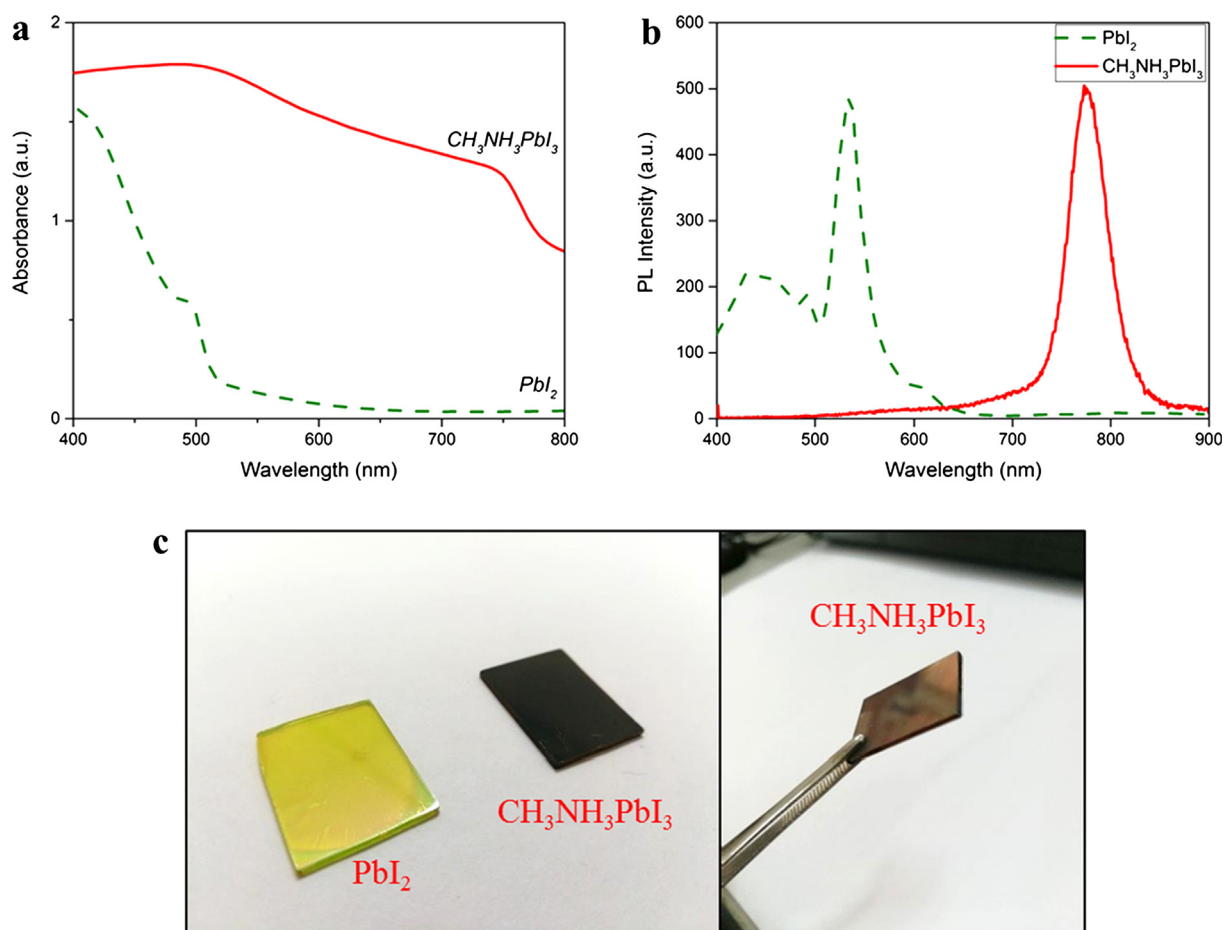 a
2
1
0
400
500
600
700
800
Absorbance (a.u.)
Wavelength (nm)
CH₃NH₃PbI₃
PbI₂
b
600
500
400
300
200
100
0
400
500
600
700
800
900
PL Intensity (a.u.)
Wavelength (nm)
PbI₂
CH₃NH₃PbI₃
c
CH₃NH₃PbI₃
PbI₂
CH₃NH₃PbI₃